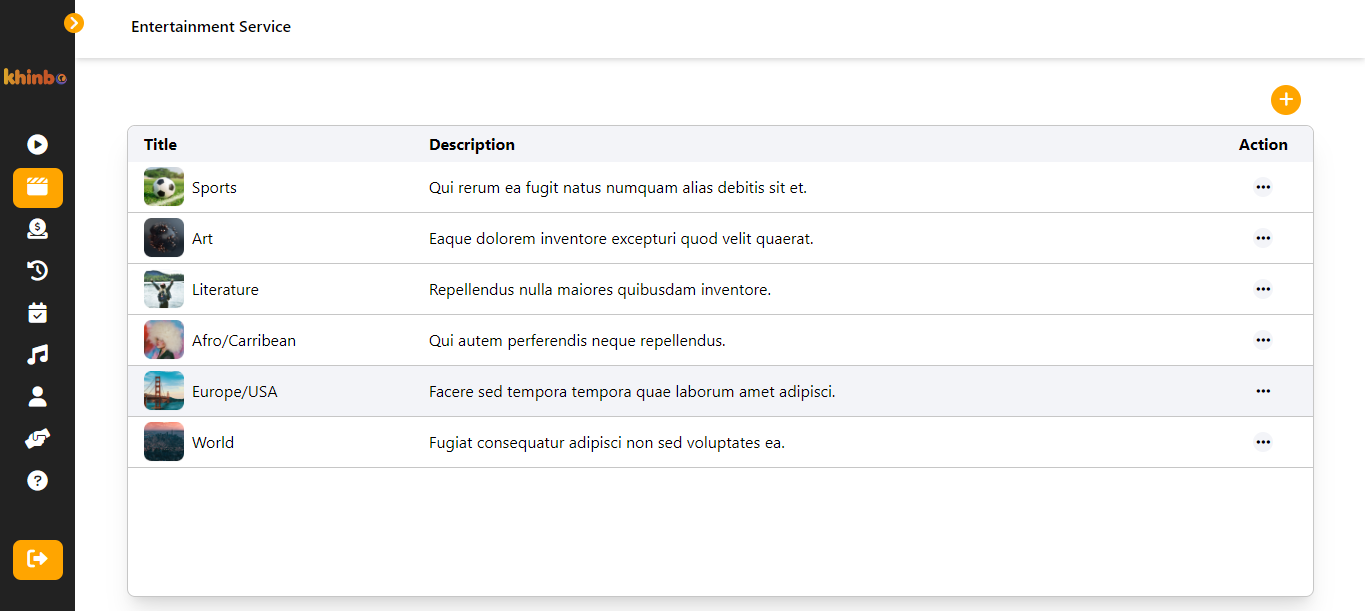 Entertainment Service
khinbo
Title Description Action
Sports Qui rerum ea fugit natus numquam alias debitis sit et.
Art Eaque dolorem inventore excepturi quod velit quaerat.
Literature Repellendus nulla maiores quibusdam inventore.
Afro/Carribean Qui autem perferendis neque repellendus.
Europe/USA Facere sed tempora tempora quae laborum amet adipisci.
World Fugiat consequatur adipisci non sed voluptates ea.